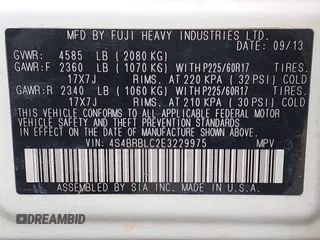 MFD BY FUJI HEAVY INDUSTRIES LTD.
DATE: 09/13
GVWR: 4585 LB (2080 KG)
GAWR:F 2360 LB (1070 KG) WITH P225/60R17 TIRES.
17X7J RIMS. AT 220 KPA (32 PSI) COLD
GAWR:R 2340 LB (1060 KG) WITH P225/60R17 TIRES.
17X7J RIMS. AT 210 KPA (30 PSI) COLD
THIS VEHICLE CONFORMS TO ALL APPLICABLE FEDERAL MOTOR
VEHICLE SAFETY AND THEFT PREVENTION STANDARDS IN EFFECT
ON THE DATE OF MANUFACTURE SHOWN ABOVE.
VIN: 4S4BRBLC2E3229975 MPV
ASSEMBLED BY SIA INC. IN U.S.A.
DREAMBID